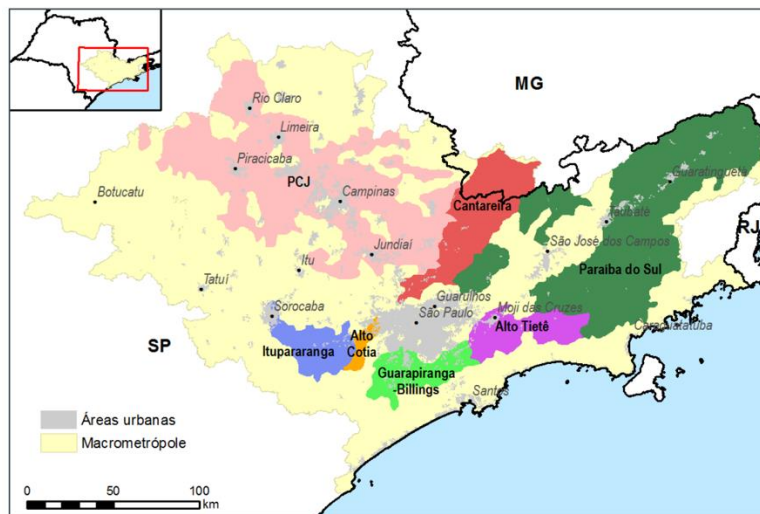 MG
Rio Claro
Limeira
Piracicaba
PCJ
Campinas
Botucatu
Cantareira
Guaratinguetá
Taubaté
RJ
São José dos Campos
Jundiaí
Itu
Paraíba do Sul
Tatuí
Guarulhos
Sorocaba
São Paulo
Moji das Cruzes
Alto Tietê
Caraguatatuba
SP
Alto
Cotia
Itupararanga
Guarapiranga
-Billings
Santos
Áreas urbanas
Macrometrópole
0 50 100
km